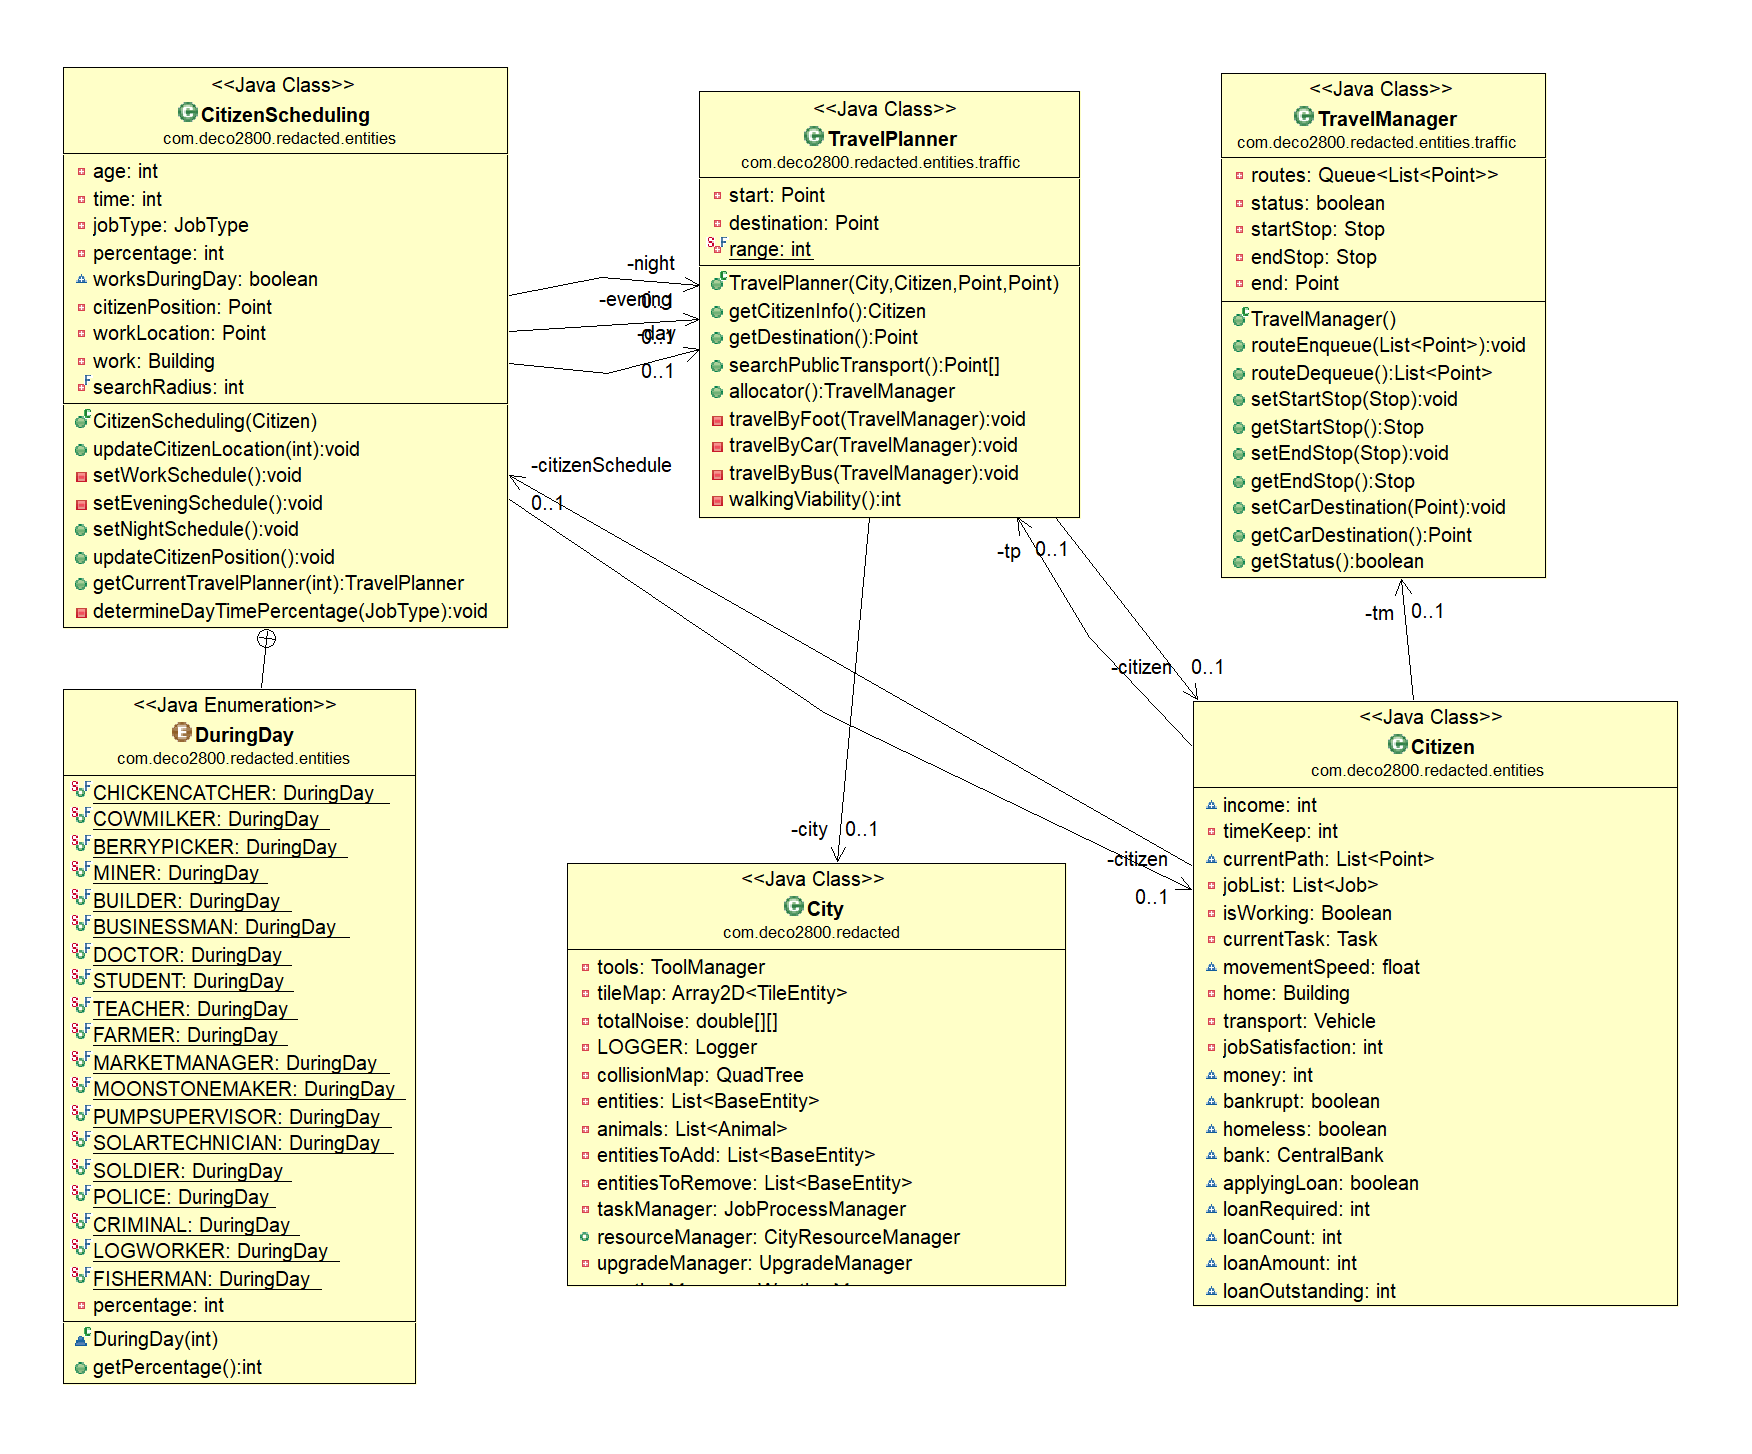 <<Java Class>>
CitizenScheduling
com.deco2800.redacted.entities
age: int
time: int
jobType: JobType
percentage: int
worksDuringDay: boolean
citizenPosition: Point
workLocation: Point
work: Building
searchRadius: int
CitizenScheduling(Citizen)
updateCitizenLocation(int):void
setWorkSchedule():void
setEveningSchedule():void
setNightSchedule():void
updateCitizenPosition():void
getCurrentTravelPlanner(int):TravelPlanner
determineDayTimePercentage(JobType):void
-night
0..1
-evening
0..1
-day
0..1
<<Java Class>>
TravelPlanner
com.deco2800.redacted.entities.traffic
start: Point
destination: Point
range: int
TravelPlanner(City,Citizen,Point,Point)
getCitizenInfo():Citizen
getDestination():Point
searchPublicTransport():Point[]
allocator():TravelManager
travelByFoot(TravelManager):void
travelByCar(TravelManager):void
travelByBus(TravelManager):void
walkingViability():int
<<Java Class>>
TravelManager
com.deco2800.redacted.entities.traffic
routes: Queue<List<Point>>
status: boolean
startStop: Stop
endStop: Stop
end: Point
TravelManager()
routeEnqueue(List<Point>):void
routeDequeue():List<Point>
setStartStop(Stop):void
getStartStop():Stop
setEndStop(Stop):void
getEndStop():Stop
setCarDestination(Point):void
getCarDestination():Point
getStatus():boolean
-citizenSchedule
0..1
-tp 0..1
-tm 0..1
-citizen 0..1
-city 0..1
-citizen
0..1
<<Java Enumeration>>
DuringDay
com.deco2800.redacted.entities
CHICKENCATCHER: DuringDay
COWMILKER: DuringDay
BERRYPICKER: DuringDay
MINER: DuringDay
BUILDER: DuringDay
BUSINESSMAN: DuringDay
DOCTOR: DuringDay
STUDENT: DuringDay
TEACHER: DuringDay
FARMER: DuringDay
MARKETMANAGER: DuringDay
MOONSTONEMAKER: DuringDay
PUMPSUPERVISOR: DuringDay
SOLARTECHNICIAN: DuringDay
SOLDIER: DuringDay
POLICE: DuringDay
CRIMINAL: DuringDay
LOGWORKER: DuringDay
FISHERMAN: DuringDay
percentage: int
DuringDay(int)
getPercentage():int
<<Java Class>>
City
com.deco2800.redacted
tools: ToolManager
tileMap: Array2D<TileEntity>
totalNoise: double[][]
LOGGER: Logger
collisionMap: QuadTree
entities: List<BaseEntity>
animals: List<Animal>
entitiesToAdd: List<BaseEntity>
entitiesToRemove: List<BaseEntity>
taskManager: JobProcessManager
resourceManager: CityResourceManager
upgradeManager: UpgradeManager
<<Java Class>>
Citizen
com.deco2800.redacted.entities
income: int
timeKeep: int
currentPath: List<Point>
jobList: List<Job>
isWorking: Boolean
currentTask: Task
movementSpeed: float
home: Building
transport: Vehicle
jobSatisfaction: int
money: int
bankrupt: boolean
homeless: boolean
bank: CentralBank
applyingLoan: boolean
loanRequired: int
loanCount: int
loanAmount: int
loanOutstanding: int